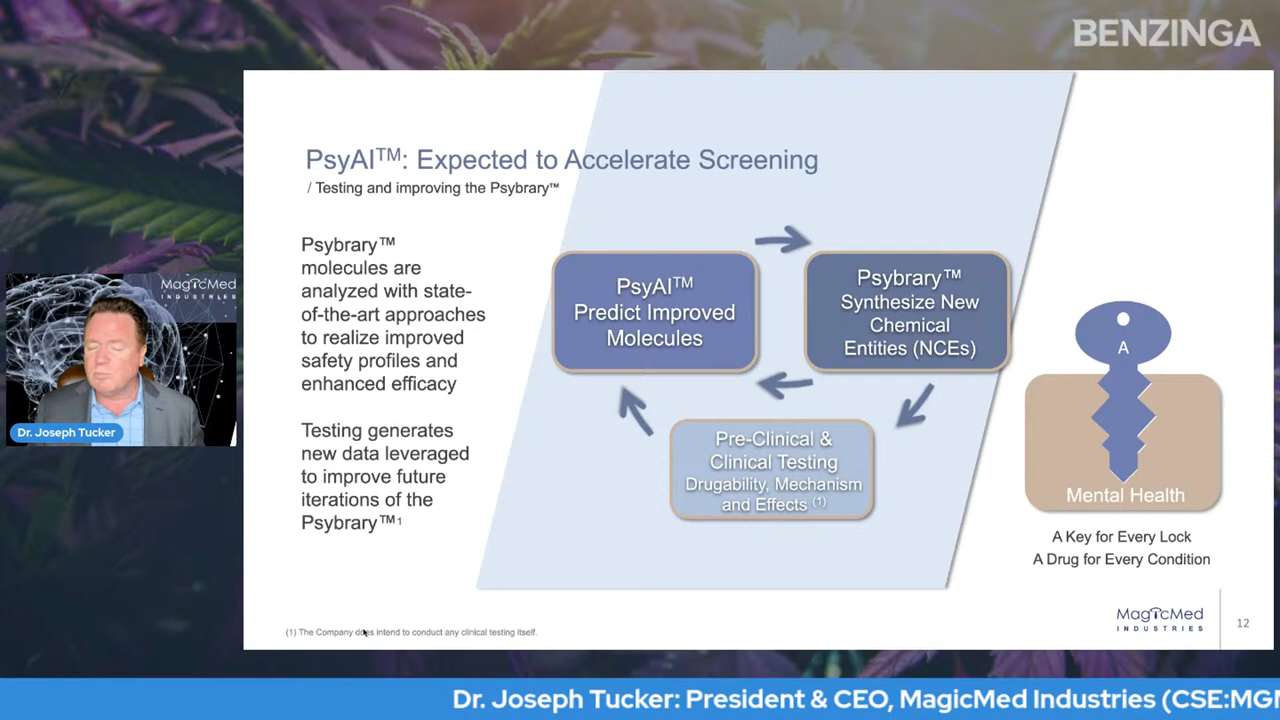 BENZINGA
PsyAI™: Expected to Accelerate Screening
/ Testing and improving the Psybrary™
Psybrary™
molecules are
analyzed with state-
of-the-art approaches
to realize improved
safety profiles and
enhanced efficacy
Testing generates
new data leveraged
to improve future
iterations of the
Psybrary™¹
PsyAI™
Predict Improved
Molecules
Psybrary™
Synthesize New
Chemical
Entities (NCEs)
Pre-Clinical &
Clinical Testing
Drugability, Mechanism
and Effects (1)
A
Mental Health
A Key for Every Lock
A Drug for Every Condition
MagicMed
INDUSTRIES
Dr. Joseph Tucker
(1) The Company does intend to conduct any clinical testing itself.
MagicMed
INDUSTRIES
12
Dr. Joseph Tucker: President & CEO, MagicMed Industries (CSE:MG